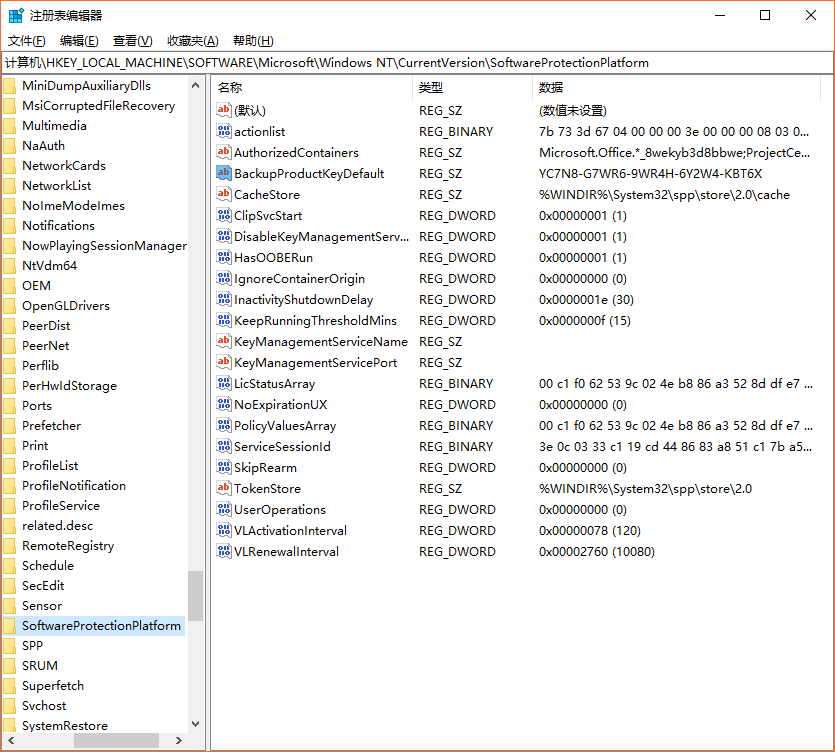 注册表编辑器
文件(F) 编辑(E) 查看(V) 收藏夹(A) 帮助(H)
计算机\HKEY_LOCAL_MACHINE\SOFTWARE\Microsoft\Windows NT\CurrentVersion\SoftwareProtectionPlatform
MiniDumpAuxiliaryDlls
MsiCorruptedFileRecovery
Multimedia
NaAuth
NetworkCards
NetworkList
NoImeModeImes
Notifications
NowPlayingSessionManager
NtVdm64
OEM
OpenGLDrivers
PeerDist
PeerNet
Perflib
PerHwIdStorage
Ports
Prefetcher
Print
ProfileList
ProfileNotification
ProfileService
related.desc
RemoteRegistry
Schedule
SecEdit
Sensor
SoftwareProtectionPlatform
SPP
SRUM
Superfetch
Svchost
SystemRestore
名称 类型 数据
(默认) REG_SZ (数值未设置)
actionlist REG_BINARY 7b 73 3d 67 04 00 00 00 3e 00 00 00 08 03 0...
AuthorizedContainers REG_SZ Microsoft.Office.*_8wekyb3d8bbwe;ProjectCe...
BackupProductKeyDefault REG_SZ YC7N8-G7WR6-9WR4H-6Y2W4-KBT6X
CacheStore REG_SZ %WINDIR%\System32\spp\store\2.0\cache
ClipSvcStart REG_DWORD 0x00000001 (1)
DisableKeyManagementServ... REG_DWORD 0x00000001 (1)
HasOOBERun REG_DWORD 0x00000001 (1)
IgnoreContainerOrigin REG_DWORD 0x00000000 (0)
InactivityShutdownDelay REG_DWORD 0x0000001e (30)
KeepRunningThresholdMins REG_DWORD 0x0000000f (15)
KeyManagementServiceName REG_SZ
KeyManagementServicePort REG_SZ
LicStatusArray REG_BINARY 00 c1 f0 62 53 9c 02 4e b8 86 a3 52 8d df e7 ...
NoExpirationUX REG_DWORD 0x00000000 (0)
PolicyValuesArray REG_BINARY 00 c1 f0 62 53 9c 02 4e b8 86 a3 52 8d df e7 ...
ServiceSessionId REG_BINARY 3e 0c 03 33 c1 19 cd 44 86 83 a8 51 c1 7b a5...
SkipRearm REG_DWORD 0x00000000 (0)
TokenStore REG_SZ %WINDIR%\System32\spp\store\2.0
UserOperations REG_DWORD 0x00000000 (0)
VLActivationInterval REG_DWORD 0x00000078 (120)
VLRenewalInterval REG_DWORD 0x00002760 (10080)